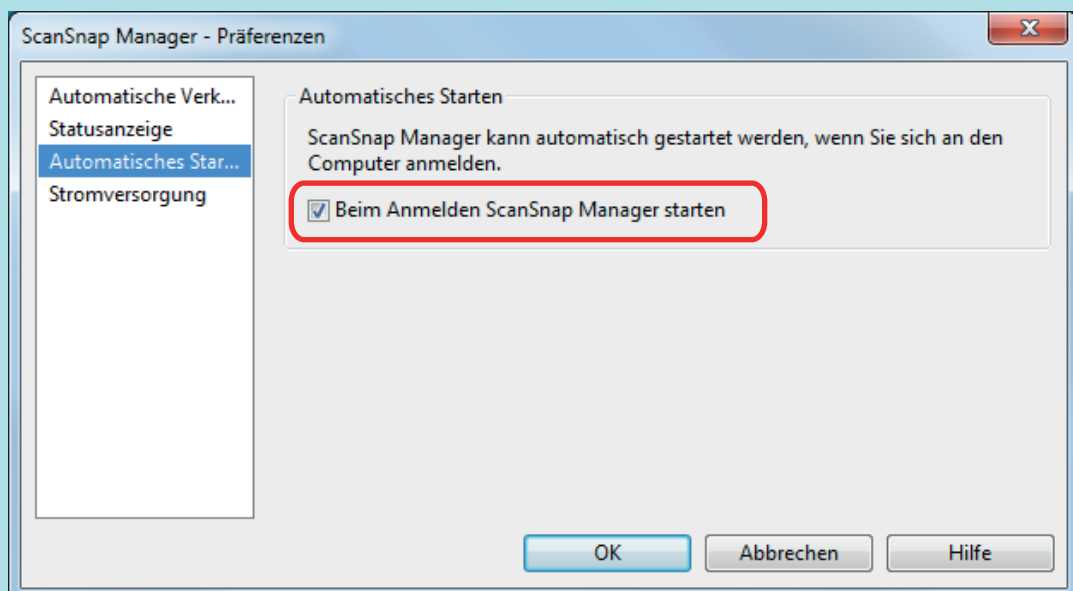 ScanSnap Manager - Präferenzen
Automatische Verk...
Statusanzeige
Automatisches Star...
Stromversorgung
Automatisches Starten
ScanSnap Manager kann automatisch gestartet werden, wenn Sie sich an den
Computer anmelden.
Beim Anmelden ScanSnap Manager starten
OK
Abbrechen
Hilfe